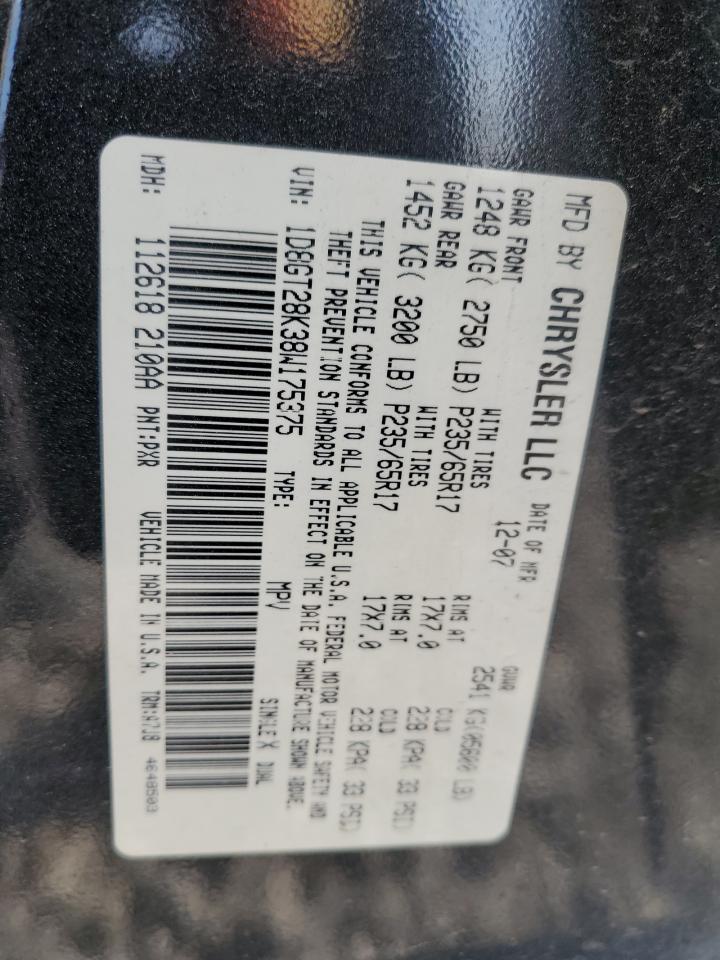 MFD BY CHRYSLER LLC DATE OF MFR 12-07 GVWR 2541 KG(05600 LB)
GAWR FRONT WITH TIRES RIMS AT COLD
1248 KG( 2750 LB) P235/65R17 17X7.0 228 KPA( 33 PSI)
GAWR REAR WITH TIRES RIMS AT COLD
1452 KG( 3200 LB) P235/65R17 17X7.0 228 KPA( 33 PSI)
THIS VEHICLE CONFORMS TO ALL APPLICABLE U.S.A. FEDERAL MOTOR VEHICLE SAFETY AND
THEFT PREVENTION STANDARDS IN EFFECT ON THE DATE OF MANUFACTURE SHOWN ABOVE.
VIN: 1D8GT28K38W175375 TYPE: MPV SINGLE X DUAL
MDH: 112618 210AA PNT:PXR VEHICLE MADE IN U.S.A. 4648503